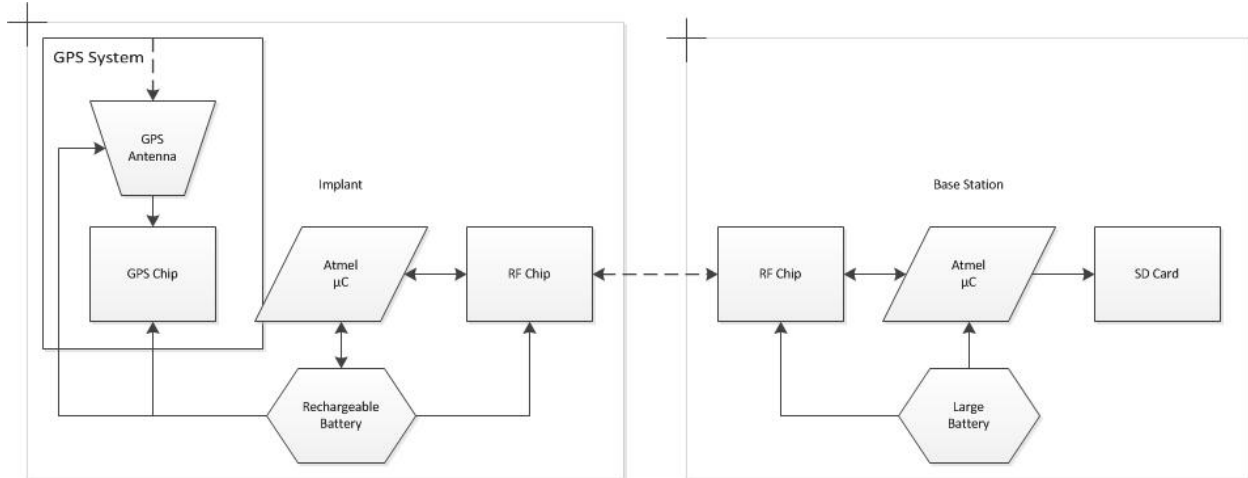 GPS System
GPS
Antenna
GPS Chip
Implant
Atmel
µC
RF Chip
Rechargeable
Battery
Base Station
RF Chip
Atmel
µC
SD Card
Large
Battery